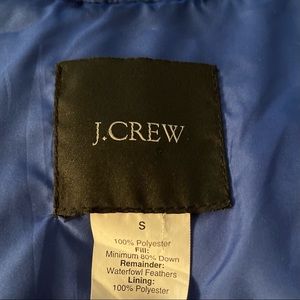 J.CREW
S
100% Polyester
Fill:
Minimum 80% Down
Remainder:
Waterfowl Feathers
Lining:
100% Polyester